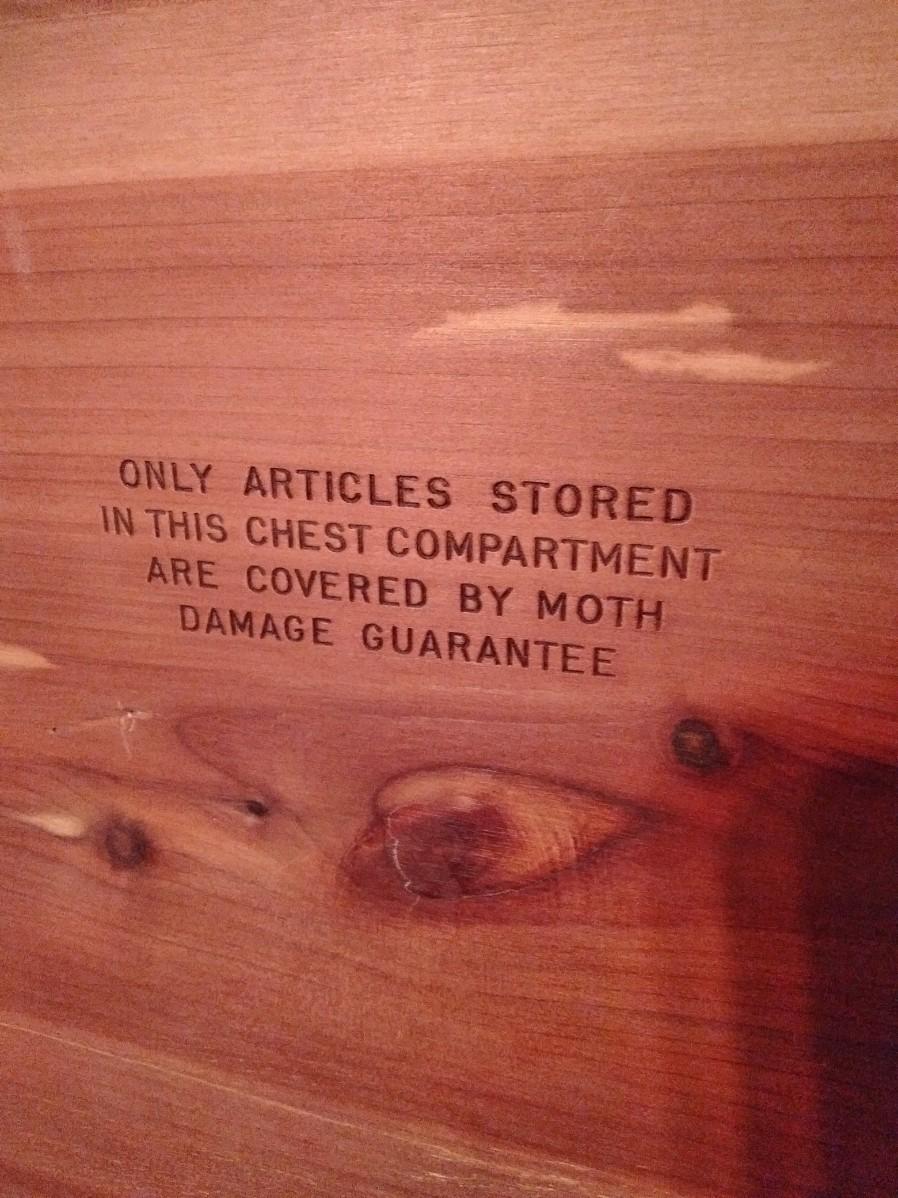 ONLY ARTICLES STORED
IN THIS CHEST COMPARTMENT
ARE COVERED BY MOTH
DAMAGE GUARANTEE